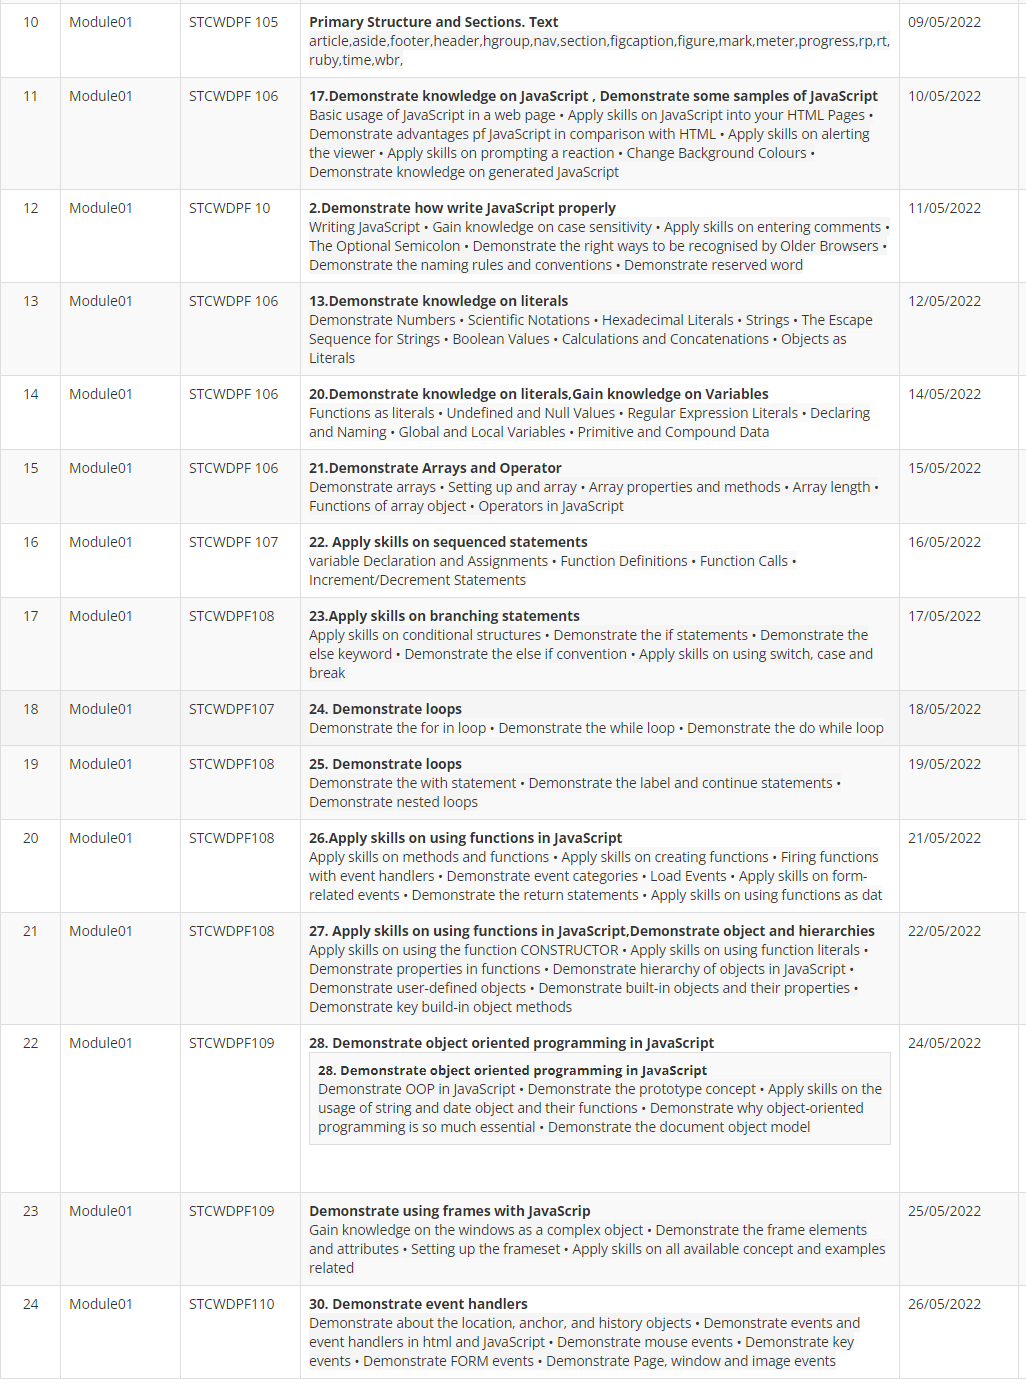 10 Module01 STCWDPF 105 Primary Structure and Sections. Text 09/05/2022
article,aside,footer,header,hgroup,nav,section,figcaption,figure,mark,meter,progress,rp,rt,
ruby,time,wbr,
11 Module01 STCWDPF 106 17.Demonstrate knowledge on JavaScript , Demonstrate some samples of JavaScript 10/05/2022
Basic usage of JavaScript in a web page • Apply skills on JavaScript into your HTML Pages •
Demonstrate advantages pf JavaScript in comparison with HTML • Apply skills on alerting
the viewer • Apply skills on prompting a reaction • Change Background Colours •
Demonstrate knowledge on generated JavaScript
12 Module01 STCWDPF 10 2.Demonstrate how write JavaScript properly 11/05/2022
Writing JavaScript • Gain knowledge on case sensitivity • Apply skills on entering comments •
The Optional Semicolon • Demonstrate the right ways to be recognised by Older Browsers •
Demonstrate the naming rules and conventions • Demonstrate reserved word
13 Module01 STCWDPF 106 13.Demonstrate knowledge on literals 12/05/2022
Demonstrate Numbers • Scientific Notations • Hexadecimal Literals • Strings • The Escape
Sequence for Strings • Boolean Values • Calculations and Concatenations • Objects as
Literals
14 Module01 STCWDPF 106 20.Demonstrate knowledge on literals,Gain knowledge on Variables 14/05/2022
Functions as literals • Undefined and Null Values • Regular Expression Literals • Declaring
and Naming • Global and Local Variables • Primitive and Compound Data
15 Module01 STCWDPF 106 21.Demonstrate Arrays and Operator 15/05/2022
Demonstrate arrays • Setting up and array • Array properties and methods • Array length •
Functions of array object • Operators in JavaScript
16 Module01 STCWDPF 107 22. Apply skills on sequenced statements 16/05/2022
variable Declaration and Assignments • Function Definitions • Function Calls •
Increment/Decrement Statements
17 Module01 STCWDPF108 23.Apply skills on branching statements 17/05/2022
Apply skills on conditional structures • Demonstrate the if statements • Demonstrate the
else keyword • Demonstrate the else if convention • Apply skills on using switch, case and
break
18 Module01 STCWDPF107 24. Demonstrate loops 18/05/2022
Demonstrate the for in loop • Demonstrate the while loop • Demonstrate the do while loop
19 Module01 STCWDPF108 25. Demonstrate loops 19/05/2022
Demonstrate the with statement • Demonstrate the label and continue statements •
Demonstrate nested loops
20 Module01 STCWDPF108 26.Apply skills on using functions in JavaScript 21/05/2022
Apply skills on methods and functions • Apply skills on creating functions • Firing functions
with event handlers • Demonstrate event categories • Load Events • Apply skills on form-
related events • Demonstrate the return statements • Apply skills on using functions as dat
21 Module01 STCWDPF108 27. Apply skills on using functions in JavaScript,Demonstrate object and hierarchies 22/05/2022
Apply skills on using the function CONSTRUCTOR • Apply skills on using function literals •
Demonstrate properties in functions • Demonstrate hierarchy of objects in JavaScript •
Demonstrate user-defined objects • Demonstrate built-in objects and their properties •
Demonstrate key build-in object methods
22 Module01 STCWDPF109 28. Demonstrate object oriented programming in JavaScript 24/05/2022
28. Demonstrate object oriented programming in JavaScript
Demonstrate OOP in JavaScript • Demonstrate the prototype concept • Apply skills on the
usage of string and date object and their functions • Demonstrate why object-oriented
programming is so much essential • Demonstrate the document object model
23 Module01 STCWDPF109 Demonstrate using frames with JavaScrip 25/05/2022
Gain knowledge on the windows as a complex object • Demonstrate the frame elements
and attributes • Setting up the frameset • Apply skills on all available concept and examples
related
24 Module01 STCWDPF110 30. Demonstrate event handlers 26/05/2022
Demonstrate about the location, anchor, and history objects • Demonstrate events and
event handlers in html and JavaScript • Demonstrate mouse events • Demonstrate key
events • Demonstrate FORM events • Demonstrate Page, window and image events